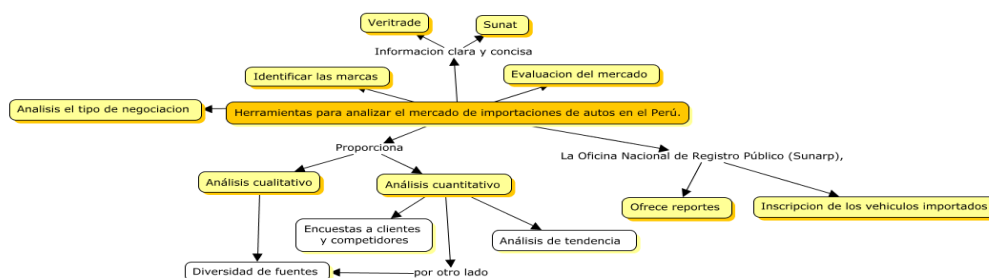 Veritrade
Sunat
Informacion clara y concisa
Identificar las marcas
Evaluacion del mercado
Analisis el tipo de negociacion
Herramientas para analizar el mercado de importaciones de autos en el Perú.
Proporciona
La Oficina Nacional de Registro Público (Sunarp),
Análisis cualitativo
Análisis cuantitativo
Ofrece reportes
Inscripcion de los vehiculos importados
Encuestas a clientes
y competidores
Análisis de tendencia
Diversidad de fuentes
por otro lado